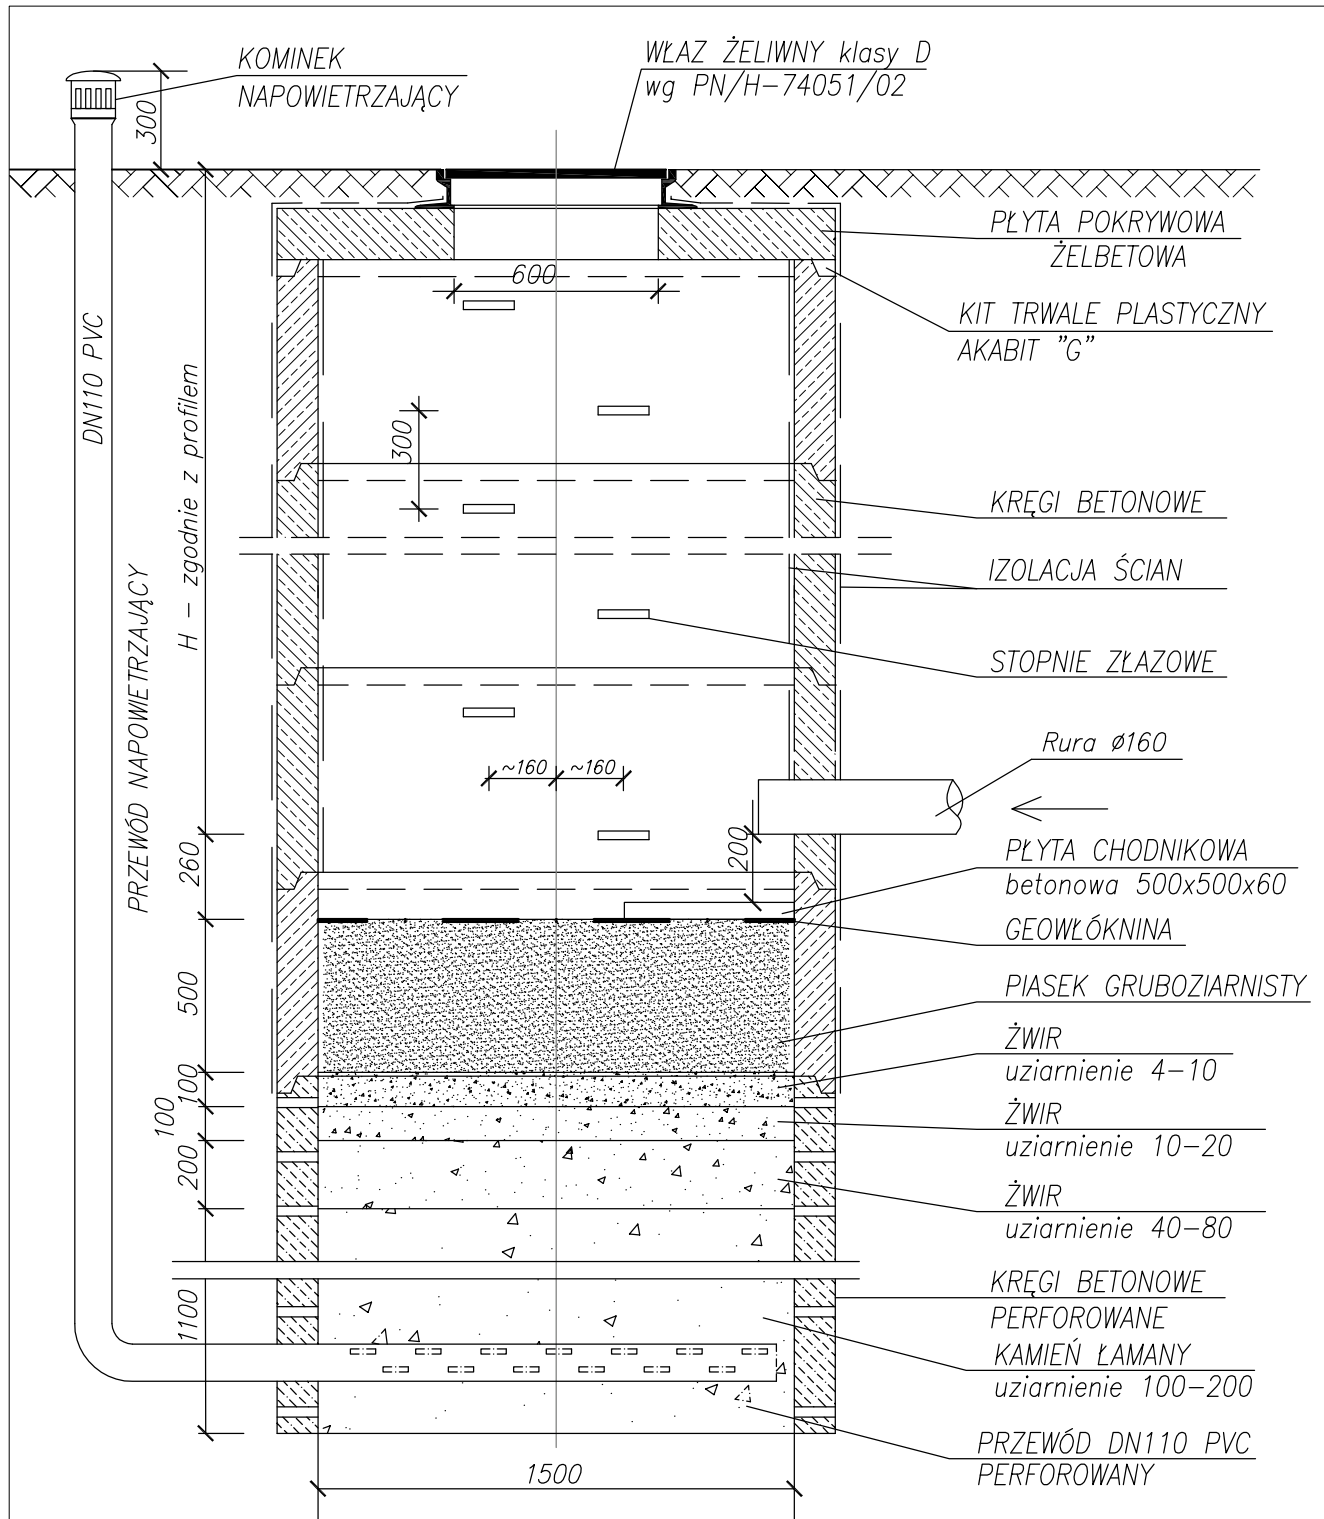 KOMINEK
NAPOWIETRZAJĄCY
WŁAZ ŻELIWNY klasy D
wg PN/H-74051/02
300
PŁYTA POKRYWOWA
ŻELBETOWA
600
KIT TRWALE PLASTYCZNY
AKABIT "G"
DN110 PVC
H - zgodnie z profilem
300
KRĘGI BETONOWE
IZOLACJA ŚCIAN
PRZEWÓD NAPOWIETRZAJĄCY
STOPNIE ZŁAZOWE
Rura ø160
~160
~160
200
260
PŁYTA CHODNIKOWA
betonowa 500x500x60
GEOWŁÓKNINA
500
PIASEK GRUBOZIARNISTY
ŻWIR
uziarnienie 4-10
100
100
ŻWIR
uziarnienie 10-20
200
ŻWIR
uziarnienie 40-80
KRĘGI BETONOWE
PERFOROWANE
1100
KAMIEŃ ŁAMANY
uziarnienie 100-200
PRZEWÓD DN110 PVC
PERFOROWANY
1500